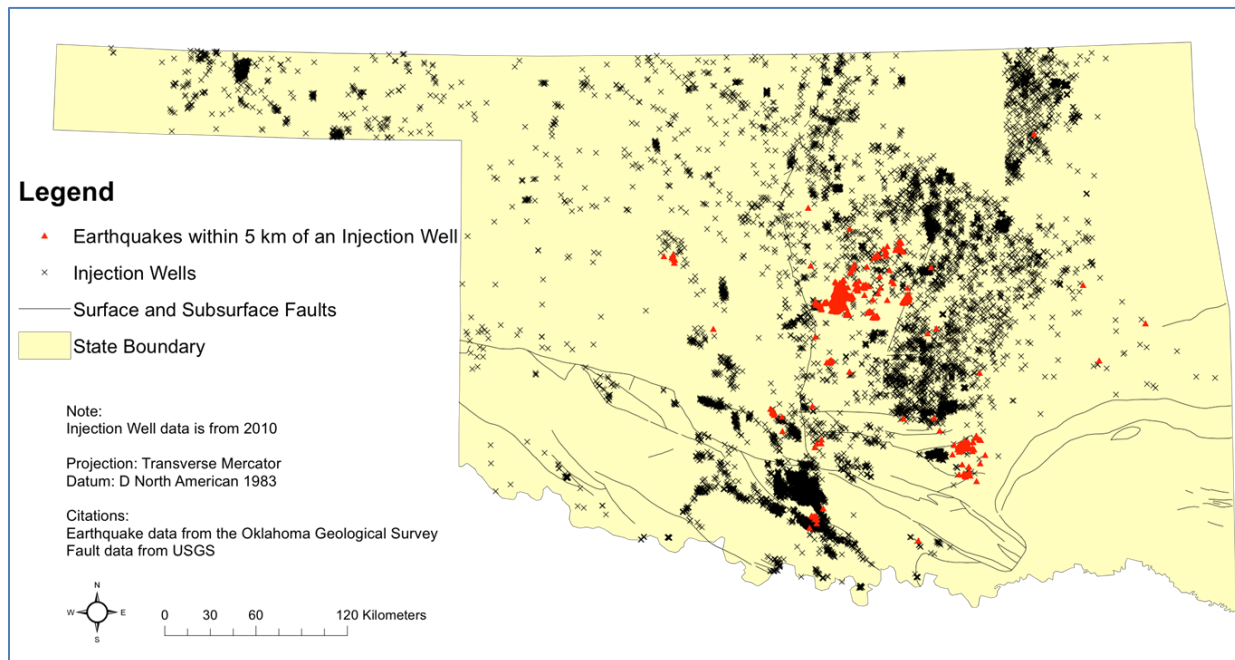 Legend
Earthquakes within 5 km of an Injection Well
Injection Wells
Surface and Subsurface Faults
State Boundary
Note:
Injection Well data is from 2010
Projection: Transverse Mercator
Datum: D North American 1983
Citations:
Earthquake data from the Oklahoma Geological Survey
Fault data from USGS
N
W E
S
0 30 60 120 Kilometers